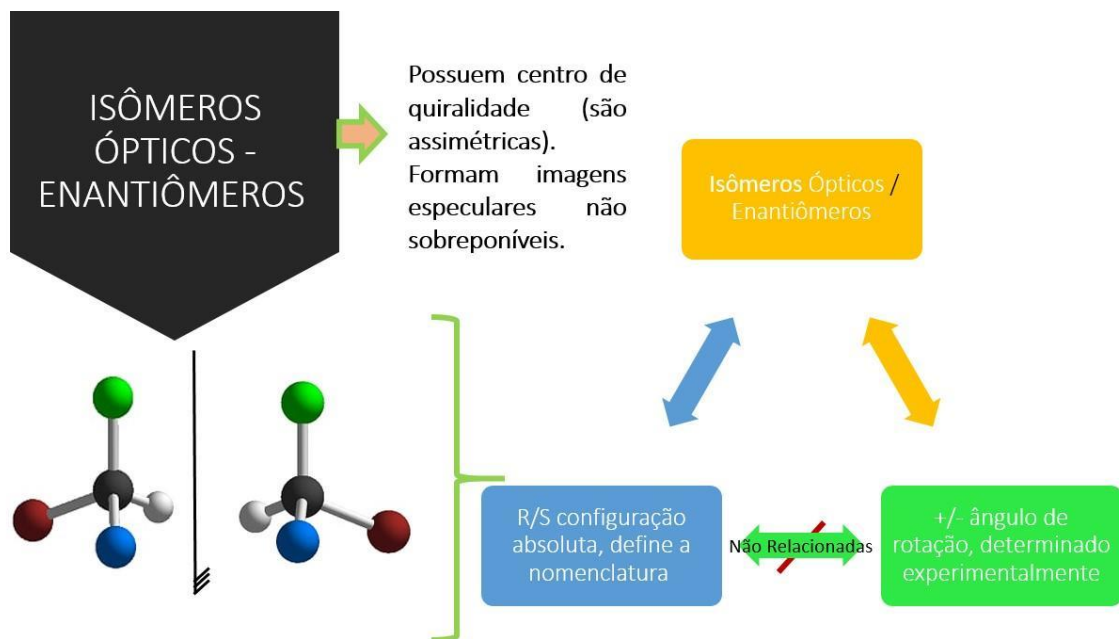 ISÔMEROS
ÓPTICOS -
ENANTIÔMEROS
Possuem centro de
quiralidade (são
assimétricas).
Formam imagens
especulares não
sobreponíveis.
Isômeros Ópticos /
Enantiômeros
R/S configuração
absoluta, define a
nomenclatura
Não Relacionadas
+/- ângulo de
rotação, determinado
experimentalmente